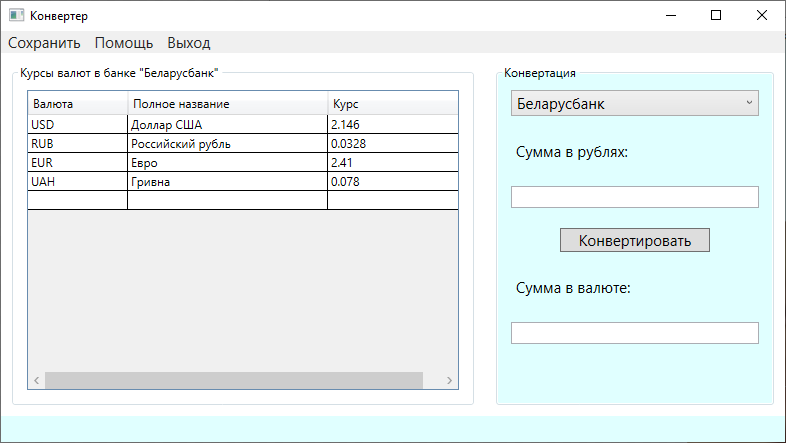 Конвертер
Сохранить Помощь Выход
Курсы валют в банке "Беларусбанк"
Валюта Полное название Курс
USD Доллар США 2.146
RUB Российский рубль 0.0328
EUR Евро 2.41
UAH Гривна 0.078
Конвертация
Беларусбанк
Сумма в рублях:
Конвертировать
Сумма в валюте: